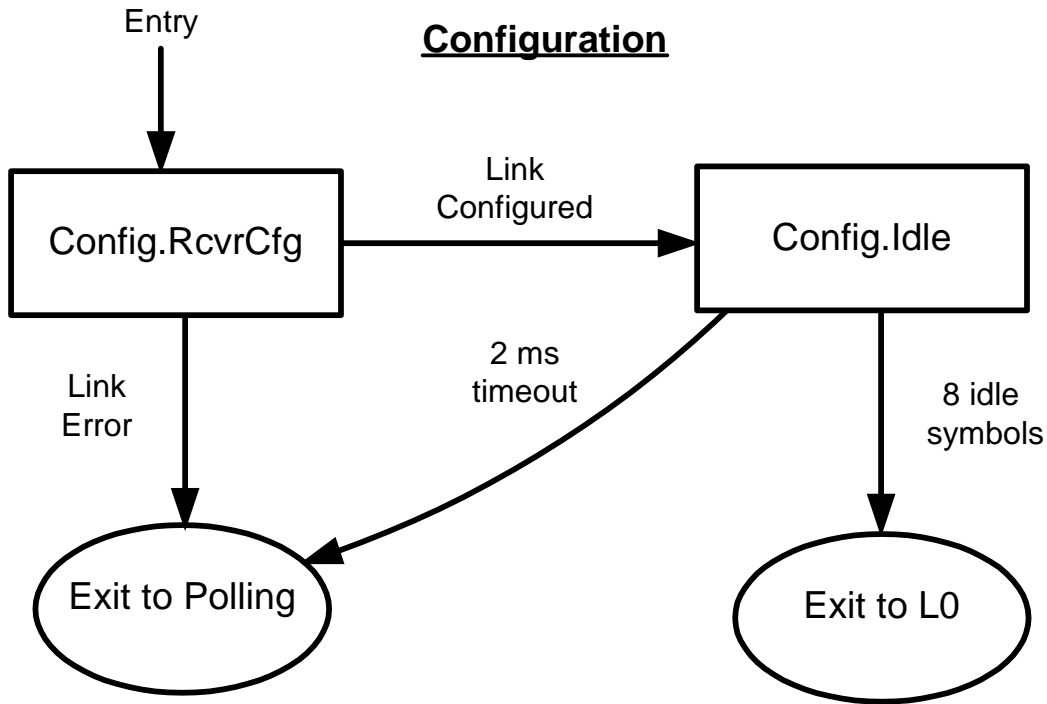 Entry
Configuration
Link
Configured
Config.RcvrCfg
Config.Idle
2 ms
timeout
Link
Error
8 idle
symbols
Exit to Polling
Exit to L0